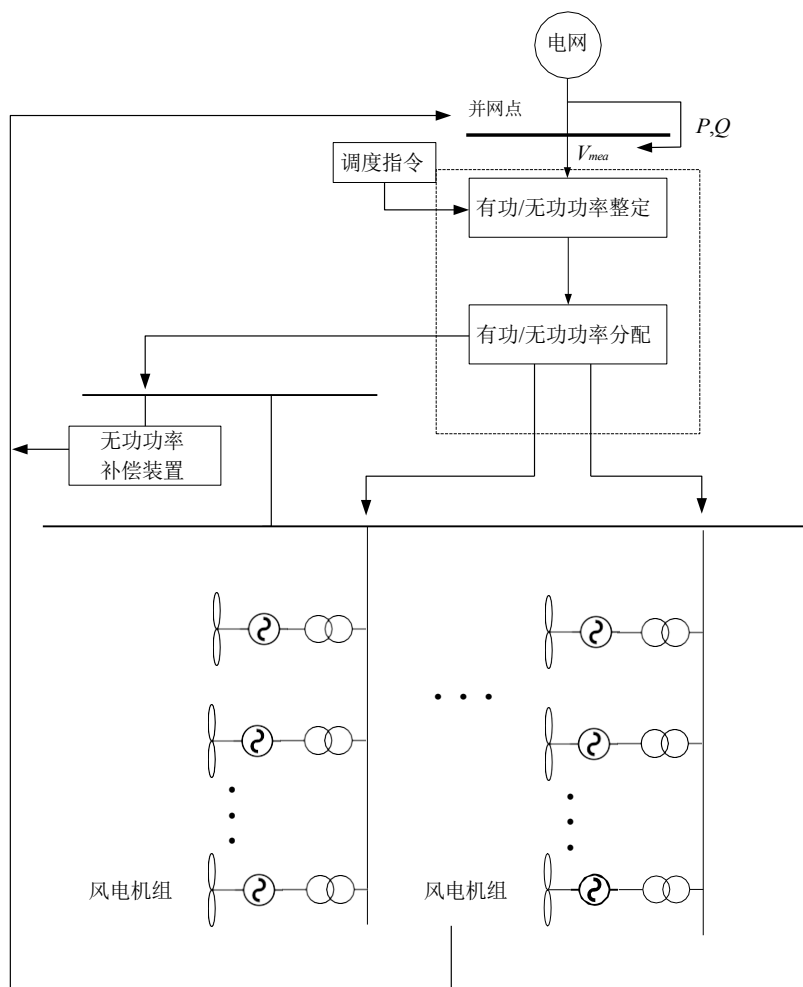 电网
并网点
P,Q
Vmea
调度指令
有功/无功功率整定
有功/无功功率分配
无功功率
补偿装置
风电机组
风电机组